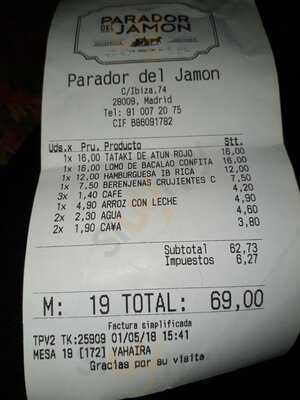 PARADOR
DEL JAMON
Parador del Jamon
C/Ibiza,74
28009, Madrid
Tel: 91 007 20 75
CIF B86091782
Uds.x Pru. Producto Stt.
1x 16,00 TATAKI DE ATUN ROJO 16,00
1x 16,00 LOMO DE BACALAO CONFITA 16,00
1x 12,00 HAMBURGUESA IB RICA 12,00
1x 7,50 BERENJENAS CRUJIENTES C 7,50
3x 1,40 CAFE 4,20
1x 4,90 ARROZ CON LECHE 4,90
2x 2,30 AGUA 4,60
2x 1,90 CA¥A 3,80
Subtotal 62,73
Impuestos 6,27
M: 19 TOTAL: 69,00
Factura simplificada
TPV2 TK:25909 01/05/18 15:41
MESA 19 [172] YAHAIRA
Gracias por su visita